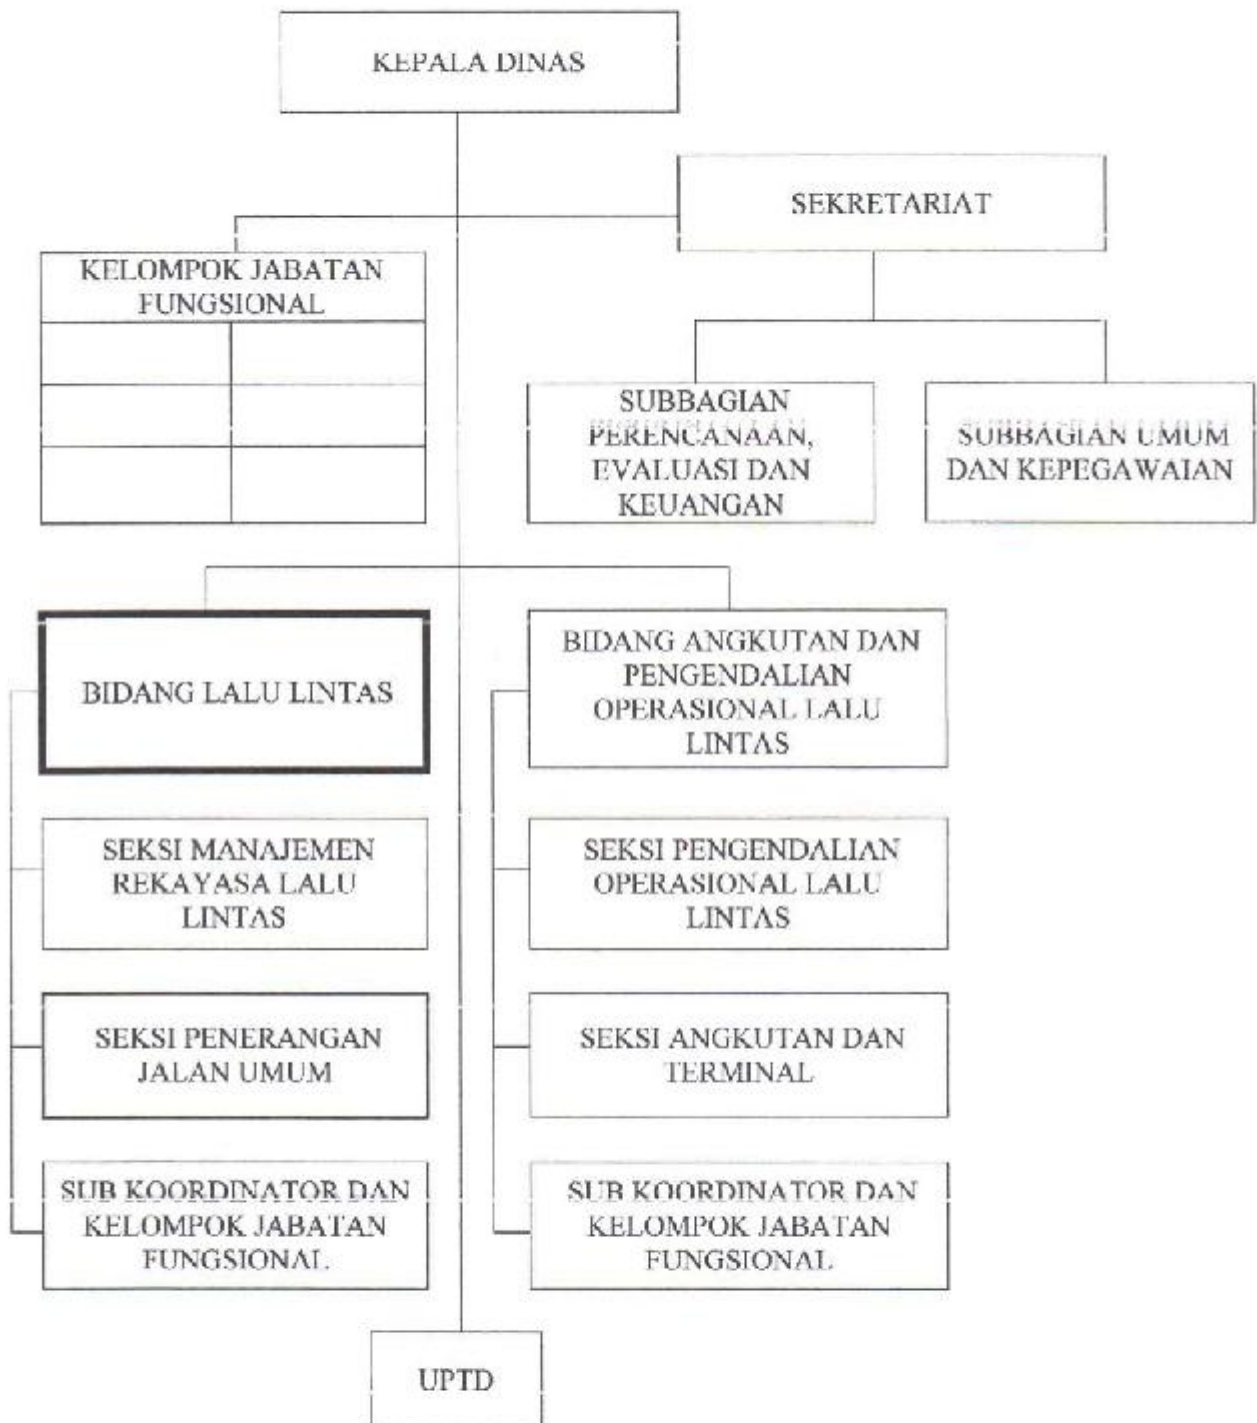 KEPALA DINAS
SEKRETARIAT
KELOMPOK JABATAN
FUNGSIONAL
SUBBAGIAN
PERENCANAAN,
EVALUASI DAN
KEUANGAN
SUBBAGIAN UMUM
DAN KEPEGAWAIAN
BIDANG LALU LINTAS
BIDANG ANGKUTAN DAN
PENGENDALIAN
OPERASIONAL LALU
LINTAS
SEKSI MANAJEMEN
REKAYASA LALU
LINTAS
SEKSI PENGENDALIAN
OPERASIONAL LALU
LINTAS
SEKSI PENERANGAN
JALAN UMUM
SEKSI ANGKUTAN DAN
TERMINAL
SUB KOORDINATOR DAN
KELOMPOK JABATAN
FUNGSIONAL
SUB KOORDINATOR DAN
KELOMPOK JABATAN
FUNGSIONAL
UPTD